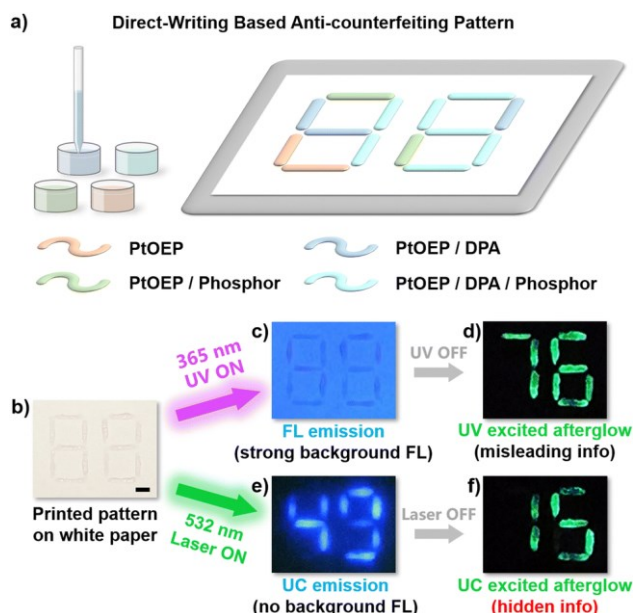 a) Direct-Writing Based Anti-counterfeiting Pattern
PtOEP
PtOEP / DPA
PtOEP / Phosphor
PtOEP / DPA / Phosphor
b)
Printed pattern
on white paper
365 nm
UV ON
c)
FL emission
(strong background FL)
UV OFF
d)
76
UV excited afterglow
(misleading info)
532 nm
Laser ON
e)
49
UC emission
(no background FL)
Laser OFF
f)
15
UC excited afterglow
(hidden info)